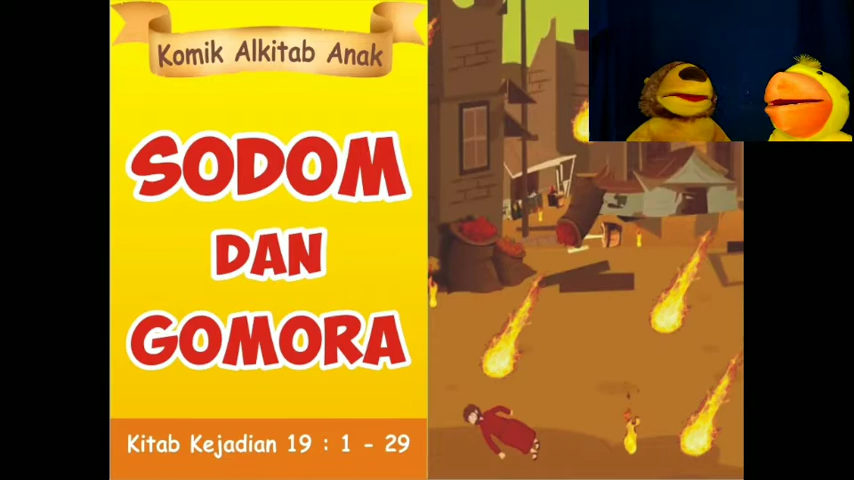 Komik Alkitab Anak
SODOM
DAN
GOMORA
Kitab Kejadian 19 : 1 - 29